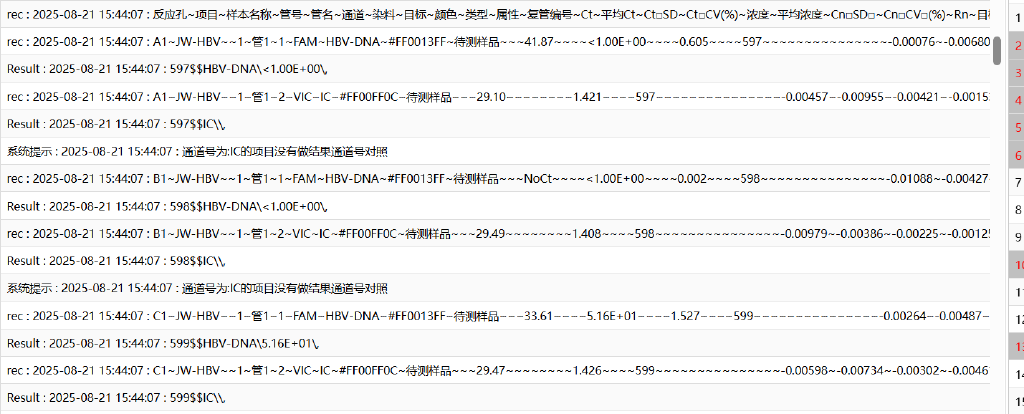 rec : 2025-08-21 15:44:07 : 反应孔~项目~样本名称~管号~管名~通道~染料~目标~颜色~类型~属性~复管编号~Ct~平均Ct~Ct□SD~Ct□CV(%)~浓度~平均浓度~Cn□SD□~Cn□CV□(%)~Rn~目
rec : 2025-08-21 15:44:07 : A1~JW-HBV~~1~管1~1~FAM~HBV-DNA~#FF0013FF~待测样品~~~41.87~~~~<1.00E+00~~~~0.605~~~~597~~~~~~~~~~~~~~~~-0.00076~-0.00680
Result : 2025-08-21 15:44:07 : 597$$HBV-DNA\<1.00E+00\,
rec : 2025-08-21 15:44:07 : A1~JW-HBV~~1~管1~2~VIC~IC~#FF00FF0C~待测样品~~~29.10~~~~~~~~1.421~~~~597~~~~~~~~~~~~~~~~-0.00457~-0.00955~-0.00421~-0.0015
Result : 2025-08-21 15:44:07 : 597$$IC\\,
系统提示 : 2025-08-21 15:44:07 : 通道号为:IC的项目没有做结果通道号对照
rec : 2025-08-21 15:44:07 : B1~JW-HBV~~1~管1~1~FAM~HBV-DNA~#FF0013FF~待测样品~~~NoCt~~~~<1.00E+00~~~~0.002~~~~598~~~~~~~~~~~~~~~~-0.01088~-0.00427
Result : 2025-08-21 15:44:07 : 598$$HBV-DNA\<1.00E+00\,
rec : 2025-08-21 15:44:07 : B1~JW-HBV~~1~管1~2~VIC~IC~#FF00FF0C~待测样品~~~29.49~~~~~~~~1.408~~~~598~~~~~~~~~~~~~~~~-0.00979~-0.00386~-0.00225~-0.0012
Result : 2025-08-21 15:44:07 : 598$$IC\\,
系统提示 : 2025-08-21 15:44:07 : 通道号为:IC的项目没有做结果通道号对照
rec : 2025-08-21 15:44:07 : C1~JW-HBV~~1~管1~1~FAM~HBV-DNA~#FF0013FF~待测样品~~~33.61~~~~5.16E+01~~~~1.527~~~~599~~~~~~~~~~~~~~~~-0.00264~-0.00487~
Result : 2025-08-21 15:44:07 : 599$$HBV-DNA\5.16E+01\,
rec : 2025-08-21 15:44:07 : C1~JW-HBV~~1~管1~2~VIC~IC~#FF00FF0C~待测样品~~~29.47~~~~~~~~1.426~~~~599~~~~~~~~~~~~~~~~-0.00598~-0.00734~-0.00302~-0.0046
Result : 2025-08-21 15:44:07 : 599$$IC\\,
1
2
3
4
5
6
7
8
9
10
11
12
13
14
15